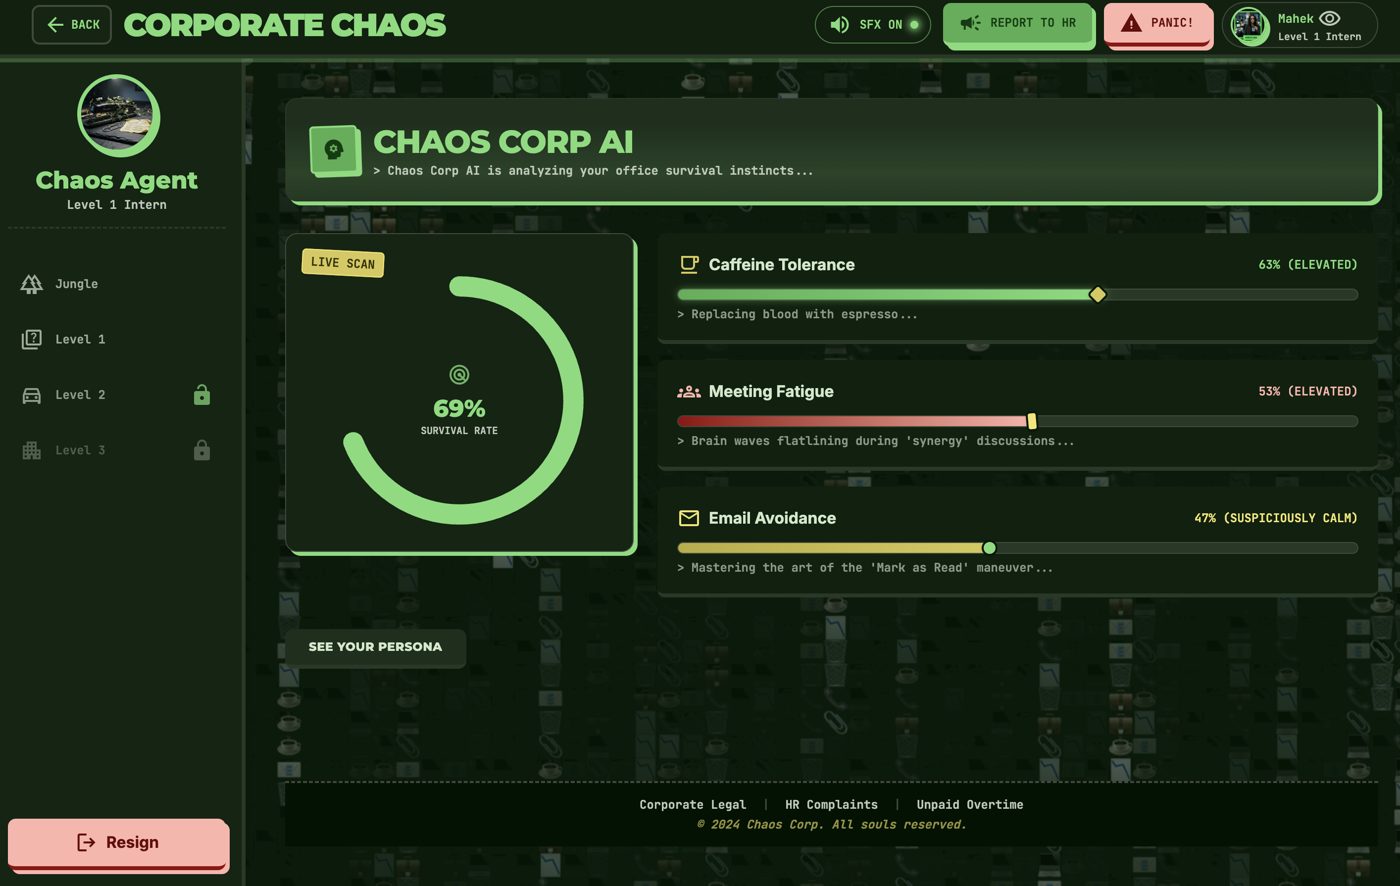 BACK
CORPORATE CHAOS
SFX ON
REPORT TO HR
PANIC!
Mahek
Level 1 Intern
Chaos Agent
Level 1 Intern
Jungle
Level 1
Level 2
Level 3
Resign
CHAOS CORP AI
> Chaos Corp AI is analyzing your office survival instincts...
LIVE SCAN
69%
SURVIVAL RATE
Caffeine Tolerance
63% (ELEVATED)
> Replacing blood with espresso...
Meeting Fatigue
53% (ELEVATED)
> Brain waves flatlining during 'synergy' discussions...
Email Avoidance
47% (SUSPICIOUSLY CALM)
> Mastering the art of the 'Mark as Read' maneuver...
SEE YOUR PERSONA
Corporate Legal | HR Complaints | Unpaid Overtime
© 2024 Chaos Corp. All souls reserved.